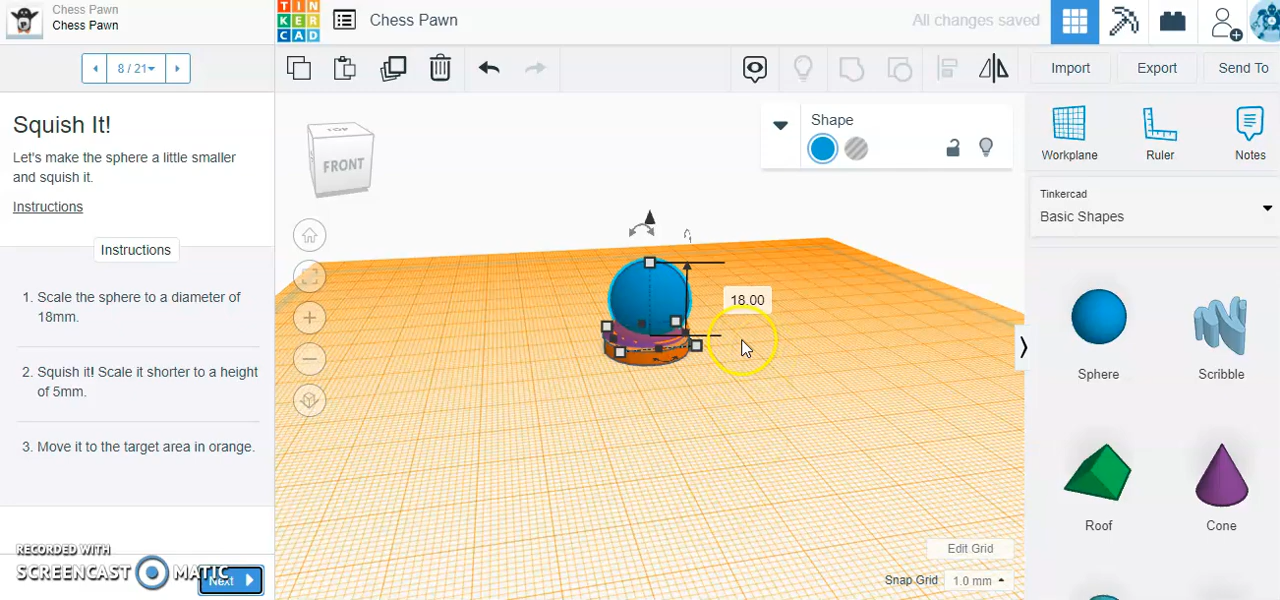 Chess Pawn
Chess Pawn
8 / 21
Squish It!
Let's make the sphere a little smaller
and squish it.
Instructions
Instructions
1. Scale the sphere to a diameter of
18mm.
2. Squish it! Scale it shorter to a height
of 5mm.
3. Move it to the target area in orange.
RECORDED WITH
SCREENCAST MATIC
Next
TIN
KER
CAD
Chess Pawn
All changes saved
Import
Export
Send To
TOP
FRONT
Shape
18.00
Workplane
Ruler
Notes
Tinkercad
Basic Shapes
Sphere
Scribble
Roof
Cone
Edit Grid
Snap Grid 1.0 mm